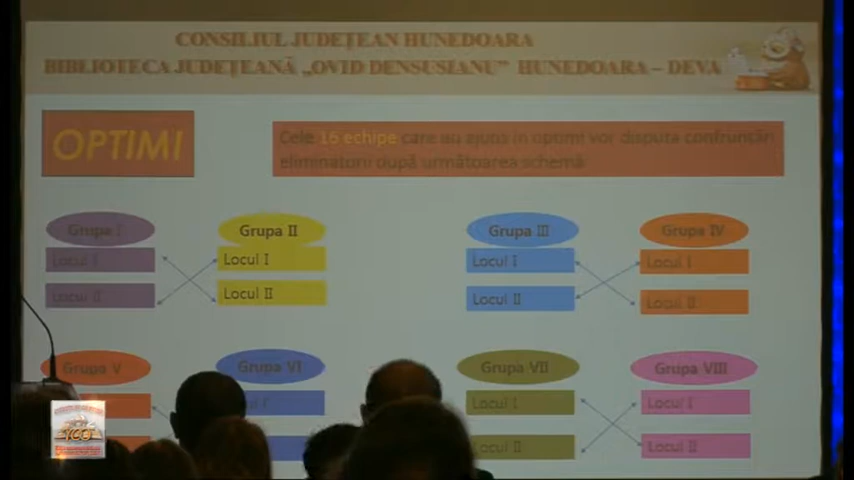 CONSILIUL JUDEȚEAN HUNEDOARA
BIBLIOTECA JUDEȚEANĂ „OVID DENSUSIANU” HUNEDOARA – DEVA
OPTIMI
Cele 16 echipe care au ajuns în optimi vor disputa confruntări
eliminatorii după următoarea schemă
Grupa I
Grupa II
Grupa III
Grupa IV
Locul I
Locul I
Locul I
Locul I
Locul II
Locul II
Locul II
Locul II
Grupa V
Grupa VI
Grupa VII
Grupa VIII
Locul I
Locul I
Locul II
Locul II